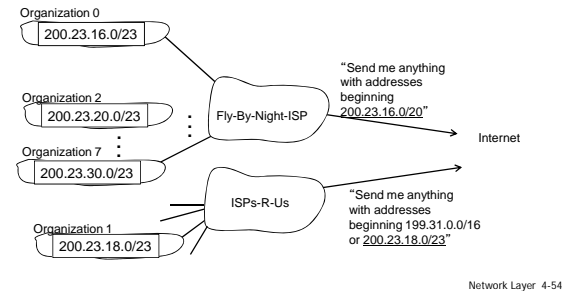 Organization 0
200.23.16.0/23
Organization 2
200.23.20.0/23
Organization 7
200.23.30.0/23
Fly-By-Night-ISP
“Send me anything
with addresses
beginning
200.23.16.0/20”
Internet
ISPs-R-Us
Organization 1
200.23.18.0/23
“Send me anything
with addresses
beginning 199.31.0.0/16
or 200.23.18.0/23”
Network Layer 4-54